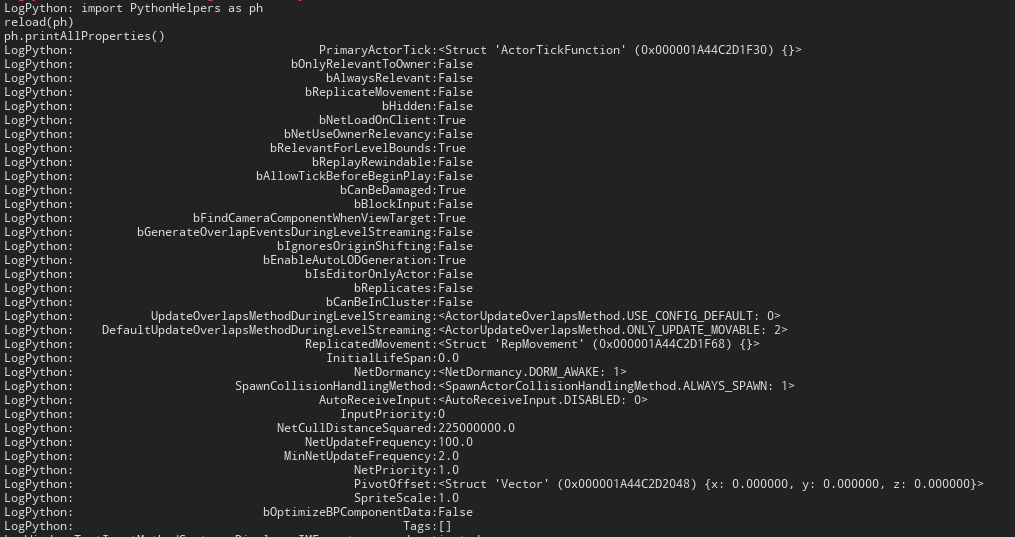 LogPython: import PythonHelpers as ph
reload(ph)
ph.printAllProperties()
LogPython: PrimaryActorTick:<Struct 'ActorTickFunction' (0x000001A44C2D1F30) {}>
LogPython: bOnlyRelevantToOwner:False
LogPython: bAlwaysRelevant:False
LogPython: bReplicateMovement:False
LogPython: bHidden:False
LogPython: bNetLoadOnClient:True
LogPython: bNetUseOwnerRelevancy:False
LogPython: bRelevantForLevelBounds:True
LogPython: bReplayRewindable:False
LogPython: bAllowTickBeforeBeginPlay:False
LogPython: bCanBeDamaged:True
LogPython: bBlockInput:False
LogPython: bFindCameraComponentWhenViewTarget:True
LogPython: bGenerateOverlapEventsDuringLevelStreaming:False
LogPython: bIgnoresOriginShifting:False
LogPython: bEnableAutoLODGeneration:True
LogPython: bIsEditorOnlyActor:False
LogPython: bReplicates:False
LogPython: bCanBeInCluster:False
LogPython: UpdateOverlapsMethodDuringLevelStreaming:<ActorUpdateOverlapsMethod.USE_CONFIG_DEFAULT: 0>
LogPython: DefaultUpdateOverlapsMethodDuringLevelStreaming:<ActorUpdateOverlapsMethod.ONLY_UPDATE_MOVABLE: 2>
LogPython: ReplicatedMovement:<Struct 'RepMovement' (0x000001A44C2D1F68) {}>
LogPython: InitialLifeSpan:0.0
LogPython: NetDormancy:<NetDormancy.DORM_AWAKE: 1>
LogPython: SpawnCollisionHandlingMethod:<SpawnActorCollisionHandlingMethod.ALWAYS_SPAWN: 1>
LogPython: AutoReceiveInput:<AutoReceiveInput.DISABLED: 0>
LogPython: InputPriority:0
LogPython: NetCullDistanceSquared:225000000.0
LogPython: NetUpdateFrequency:100.0
LogPython: MinNetUpdateFrequency:2.0
LogPython: NetPriority:1.0
LogPython: PivotOffset:<Struct 'Vector' (0x000001A44C2D2048) {x: 0.000000, y: 0.000000, z: 0.000000}>
LogPython: SpriteScale:1.0
LogPython: bOptimizeBPComponentData:False
LogPython: Tags:[]